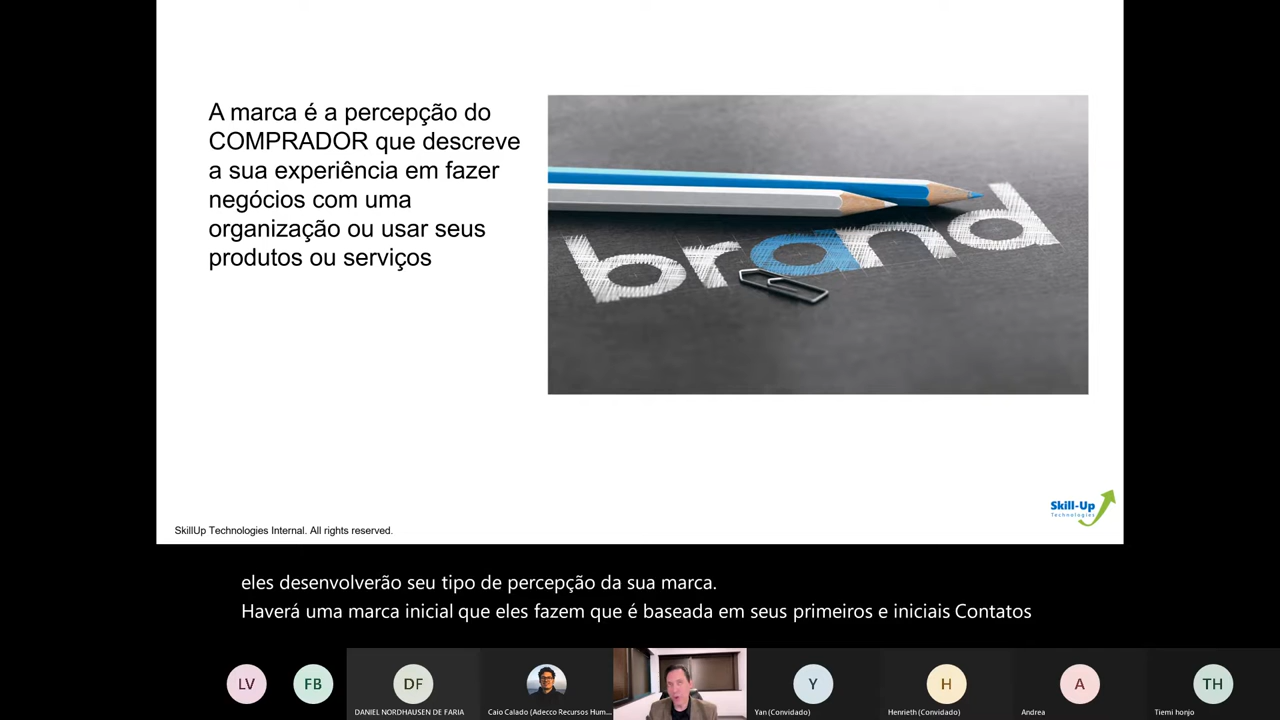 A marca é a percepção do
COMPRADOR que descreve
a sua experiência em fazer
negócios com uma
organização ou usar seus
produtos ou serviços
brand
Skill-Up
Technologies
SkillUp Technologies Internal. All rights reserved.
eles desenvolverão seu tipo de percepção da sua marca.
Haverá uma marca inicial que eles fazem que é baseada em seus primeiros e iniciais Contatos
LV
FB
DF
Y
H
A
TH
DANIEL NORDHAUSEN DE FARIA
Caio Calado (Adecco Recursos Hum...
Yan (Convidado)
Henrieth (Convidado)
Andrea
Tiemi honjo